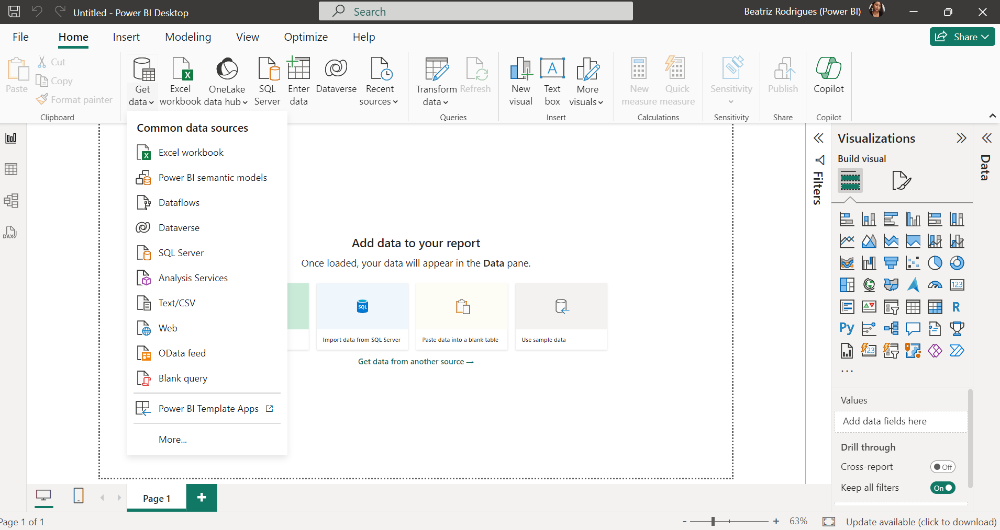 Untitled - Power BI Desktop
Search
Beatriz Rodrigues (Power BI)
File
Home
Insert
Modeling
View
Optimize
Help
Share
Paste
Cut
Copy
Format painter
Clipboard
Get
data
Excel
workbook
OneLake
data hub
SQL
Server
Enter
data
Dataverse
Recent
sources
Transform
data
Refresh
Queries
New
visual
Text
box
More
visuals
Insert
New
measure
Quick
measure
Calculations
Sensitivity
Sensitivity
Publish
Share
Copilot
Copilot
Common data sources
Excel workbook
Power BI semantic models
Dataflows
Dataverse
SQL Server
Analysis Services
Text/CSV
Web
OData feed
Blank query
Power BI Template Apps
More...
Add data to your report
Once loaded, your data will appear in the Data pane.
SQL
Import data from SQL Server
Paste data into a blank table
Use sample data
Get data from another source →
Filters
Visualizations
Build visual
Data
DAX
123
R
Py
123
...
Values
Add data fields here
Drill through
Cross-report
Off
Keep all filters
On
Page 1
+
Page 1 of 1
- + 63%
Update available (click to download)